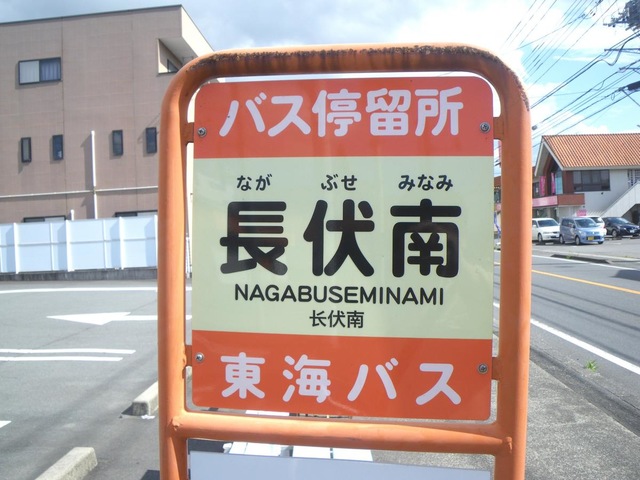 バス停留所
なが ぶせ みなみ
長伏南
NAGABUSEMINAMI
长伏南
東海バス